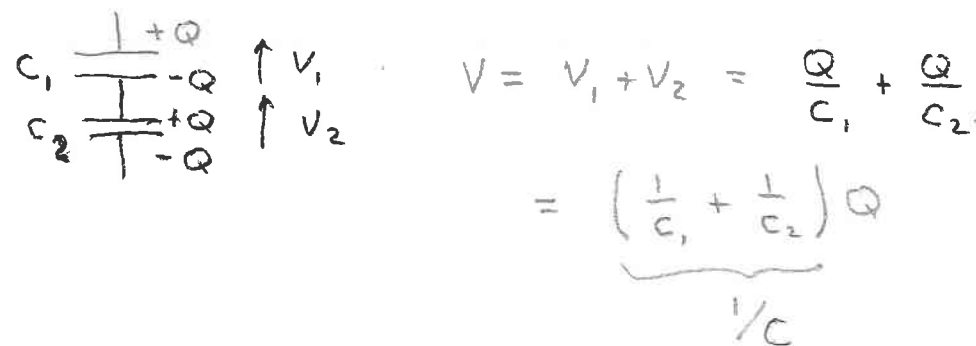 +Q
C₁ -Q V₁
C₂ +Q V₂
-Q
V = V₁ + V₂ = Q/C₁ + Q/C₂
= (1/C₁ + 1/C₂) Q
1/C